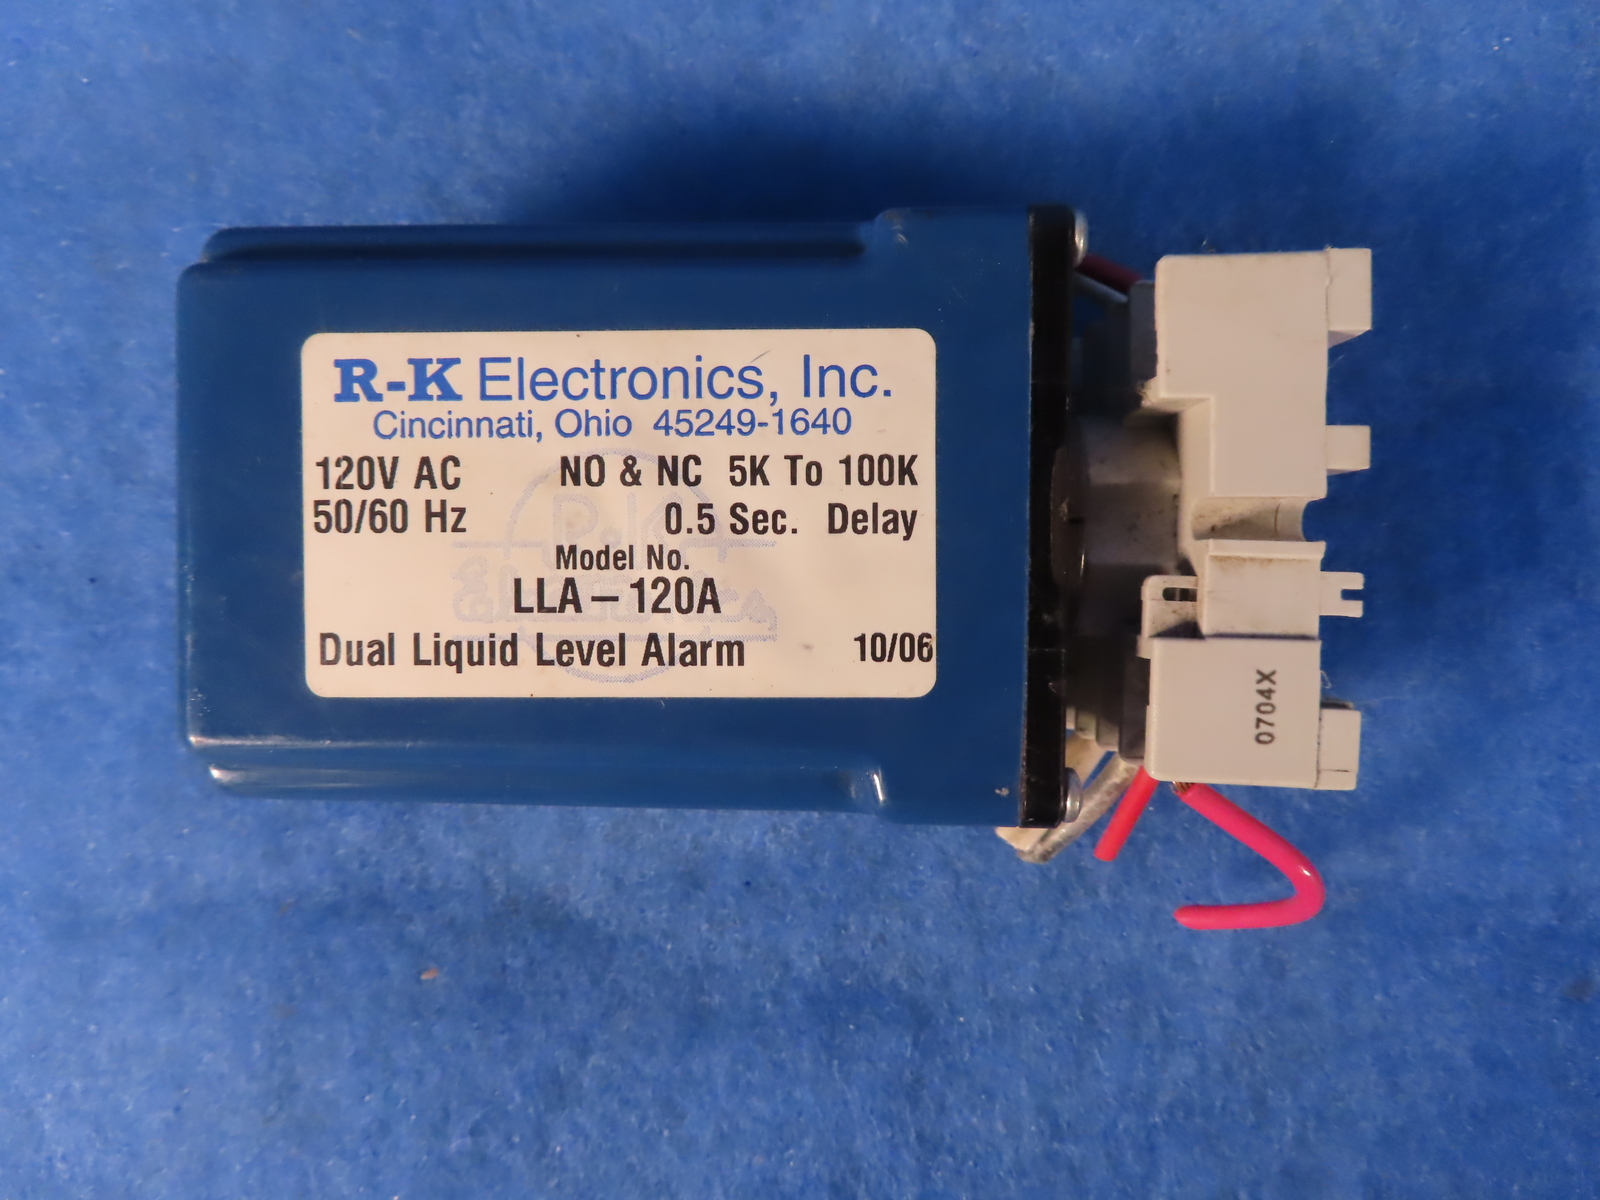 R-K Electronics, Inc.
Cincinnati, Ohio 45249-1640
120V AC NO & NC 5K To 100K
50/60 Hz 0.5 Sec. Delay
Model No.
LLA-120A
Dual Liquid Level Alarm 10/06
0704X